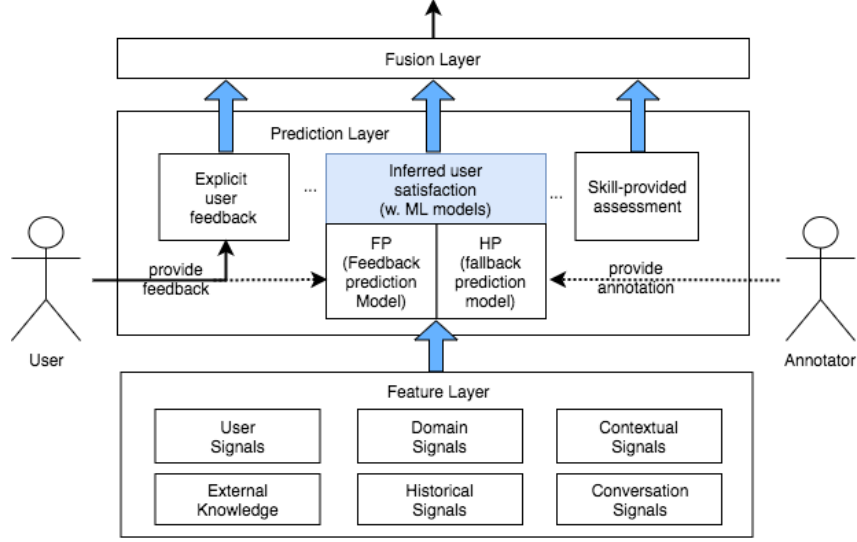 Fusion Layer
Prediction Layer
Explicit
user
feedback
...
Inferred user
satisfaction
(w. ML models)
...
Skill-provided
assessment
FP
(Feedback
prediction
Model)
HP
(fallback
prediction
model)
provide
feedback
provide
annotation
User
Annotator
Feature Layer
User
Signals
Domain
Signals
Contextual
Signals
External
Knowledge
Historical
Signals
Conversation
Signals